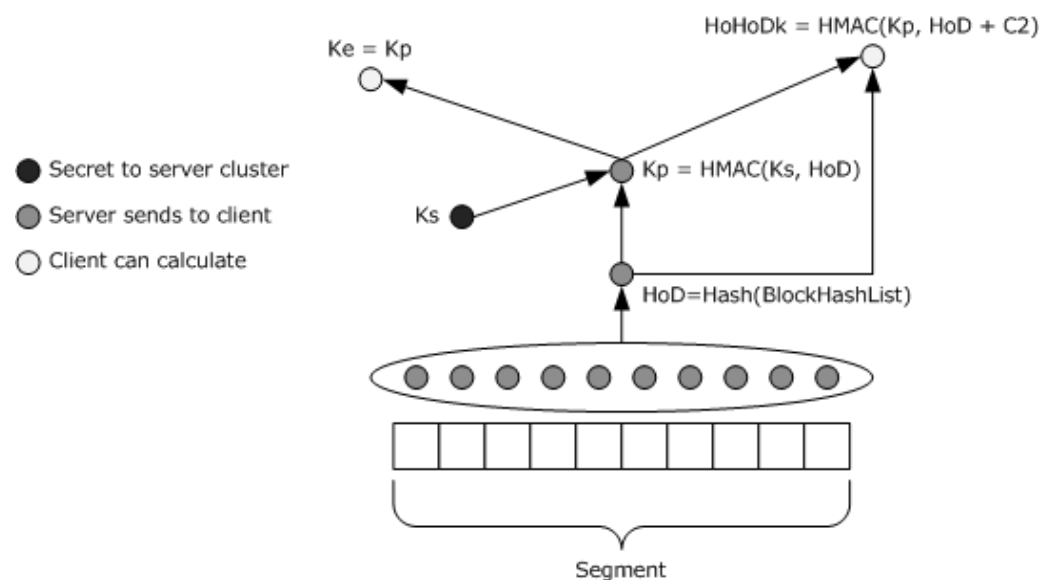 HoHoDk = HMAC(Kp, HoD + C2)
Ke = Kp
Secret to server cluster
Kp = HMAC(Ks, HoD)
Server sends to client
Ks
Client can calculate
HoD=Hash(BlockHashList)
Segment